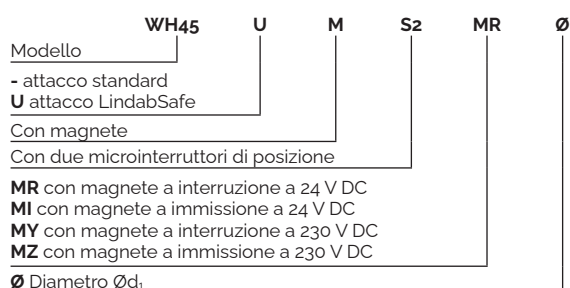 WH45 U M S2 MR Ø
Modello
- attacco standard
U attacco LindabSafe
Con magnete
Con due microinterruttori di posizione
MR con magnete a interruzione a 24 V DC
MI con magnete a immissione a 24 V DC
MY con magnete a interruzione a 230 V DC
MZ con magnete a immissione a 230 V DC
Ø Diametro Ød₁